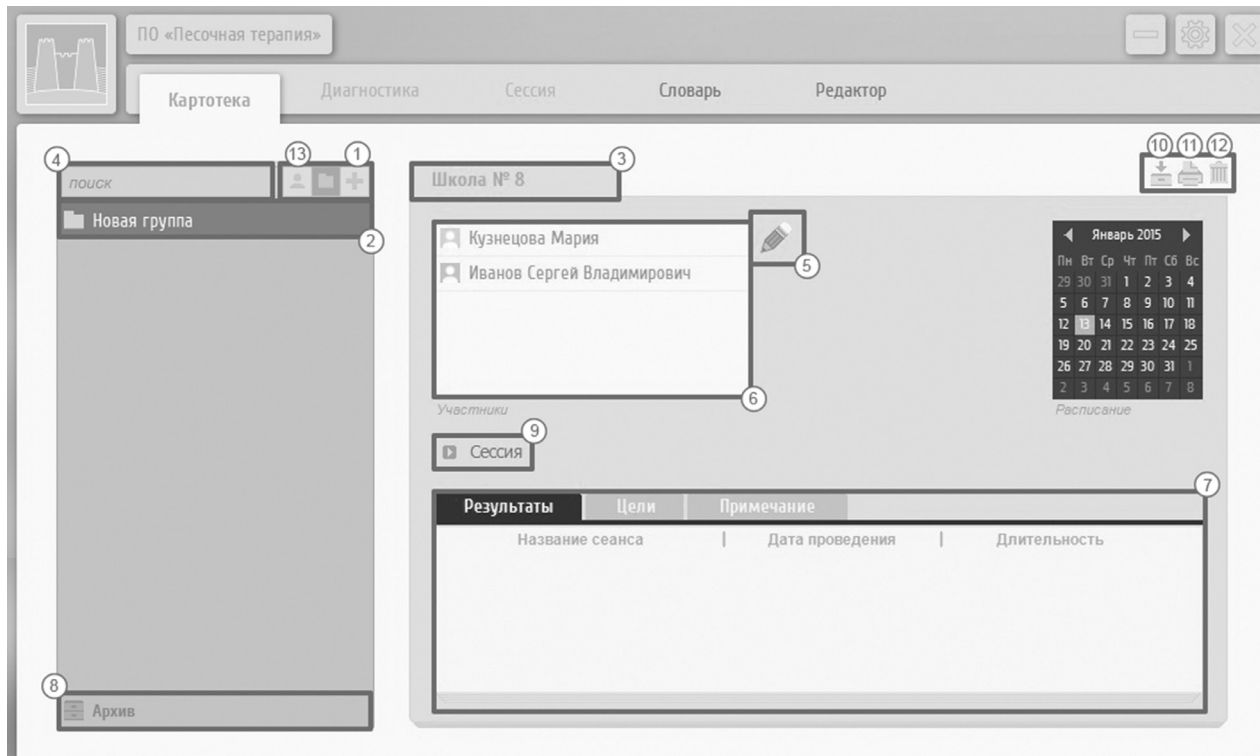 ПО «Песочная терапия»
Картотека Диагностика Сессия Словарь Редактор
4 13 1 3 10 11 12
поиск
Школа № 8
Новая группа
2
Кузнецова Мария
Иванов Сергей Владимирович
5
6
Участники
Январь 2015
Пн Вт Ср Чт Пт Сб Вс
29 30 31 1 2 3 4
5 6 7 8 9 10 11
12 13 14 15 16 17 18
19 20 21 22 23 24 25
26 27 28 29 30 31 1
2 3 4 5 6 7 8
Расписание
9
Сессия
7
Результаты Цели Примечание
Название сеанса | Дата проведения | Длительность
8
Архив